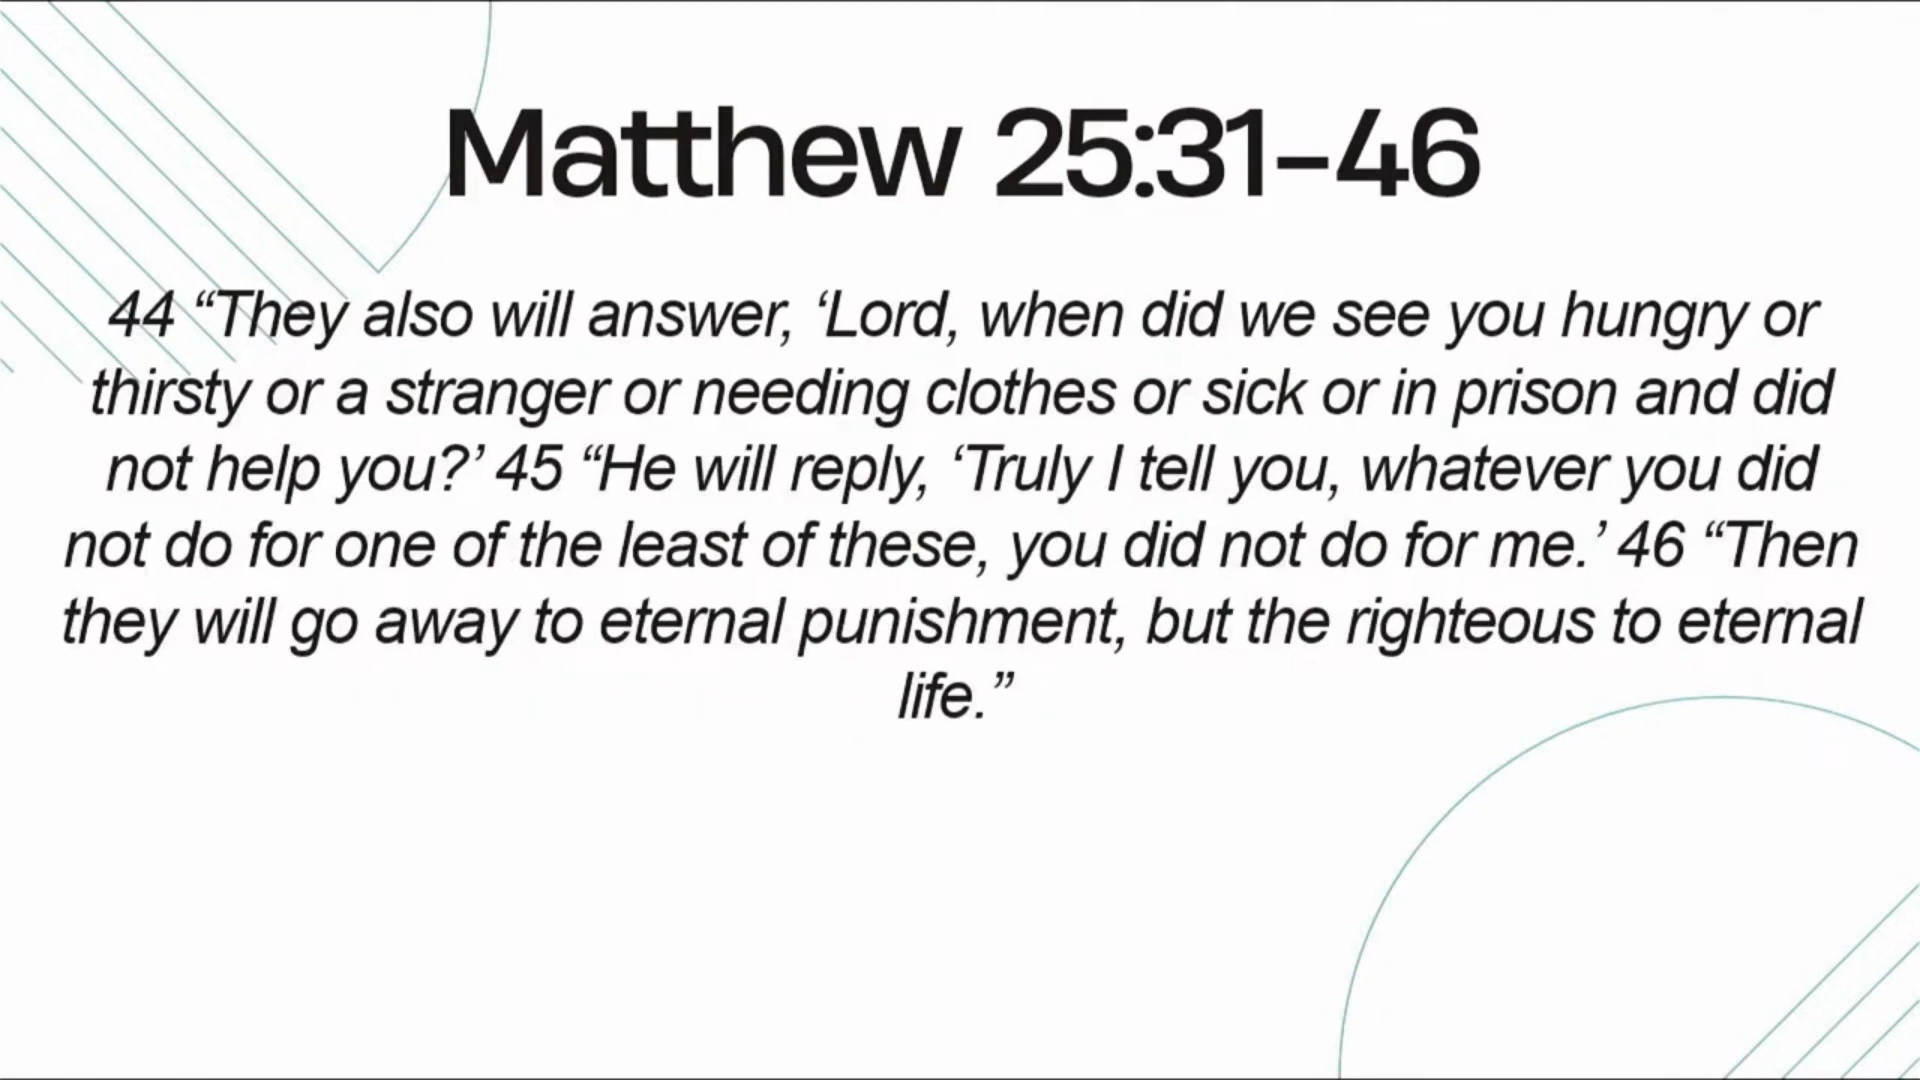 Matthew 25:31–46
44 “They also will answer, ‘Lord, when did we see you hungry or
thirsty or a stranger or needing clothes or sick or in prison and did
not help you?’ 45 “He will reply, ‘Truly I tell you, whatever you did
not do for one of the least of these, you did not do for me.’ 46 “Then
they will go away to eternal punishment, but the righteous to eternal
life.”